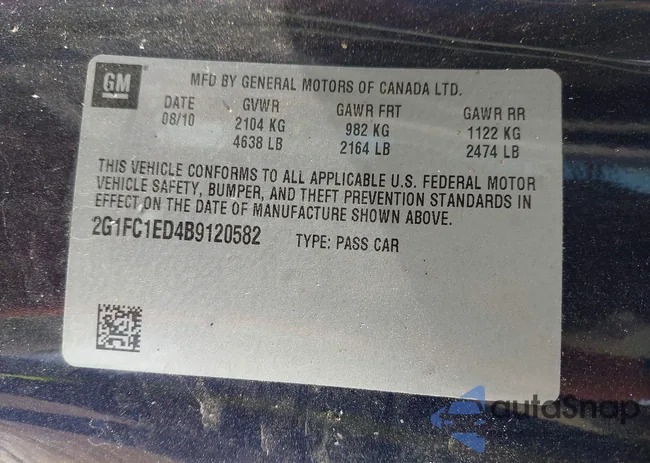 GM
MFD BY GENERAL MOTORS OF CANADA LTD.
DATE GVWR GAWR FRT GAWR RR
08/10 2104 KG 982 KG 1122 KG
4638 LB 2164 LB 2474 LB
THIS VEHICLE CONFORMS TO ALL APPLICABLE U.S. FEDERAL MOTOR
VEHICLE SAFETY, BUMPER, AND THEFT PREVENTION STANDARDS IN
EFFECT ON THE DATE OF MANUFACTURE SHOWN ABOVE.
2G1FC1ED4B9120582 TYPE: PASS CAR
autoSnap